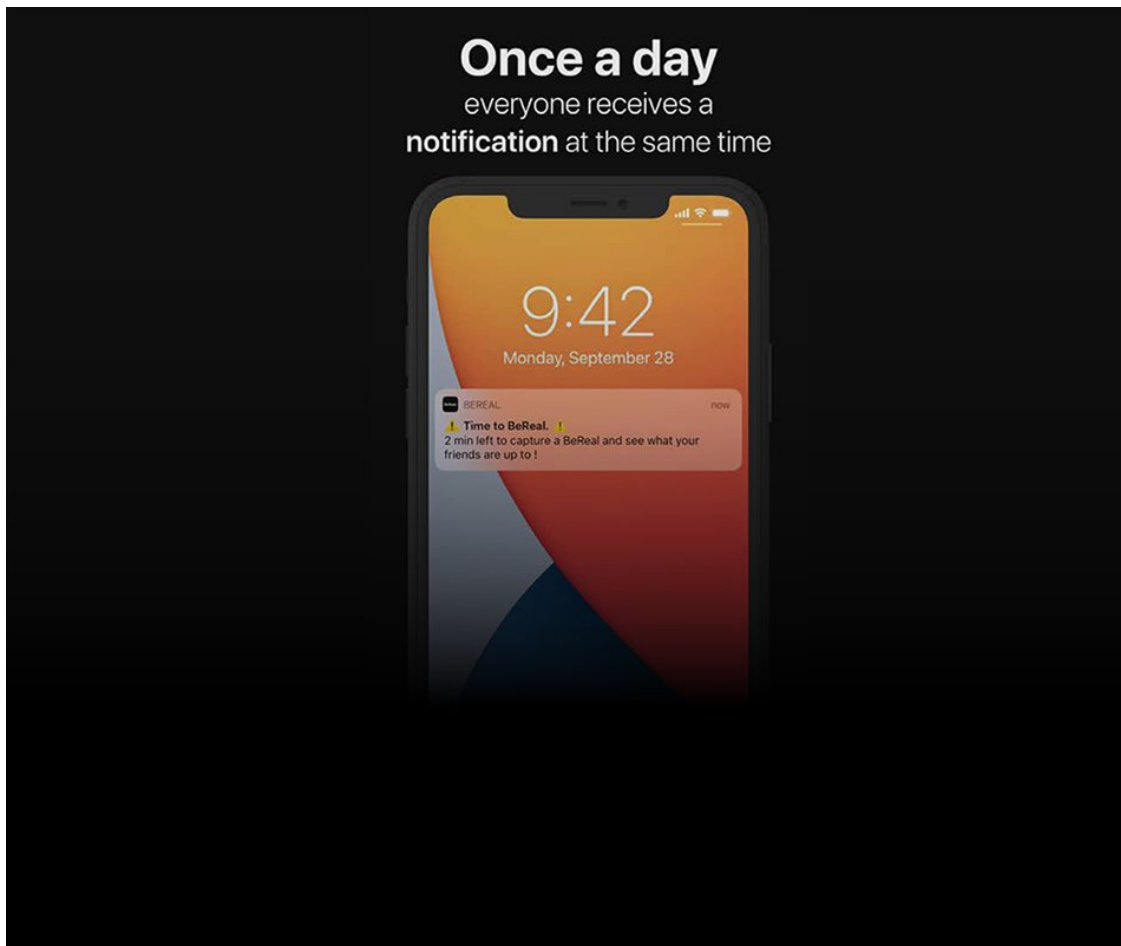 Once a day
everyone receives a
notification at the same time
9:42
Monday, September 28
BEREAL
now
⚠️ Time to BeReal. ⚠️
2 min left to capture a BeReal and see what your
friends are up to !